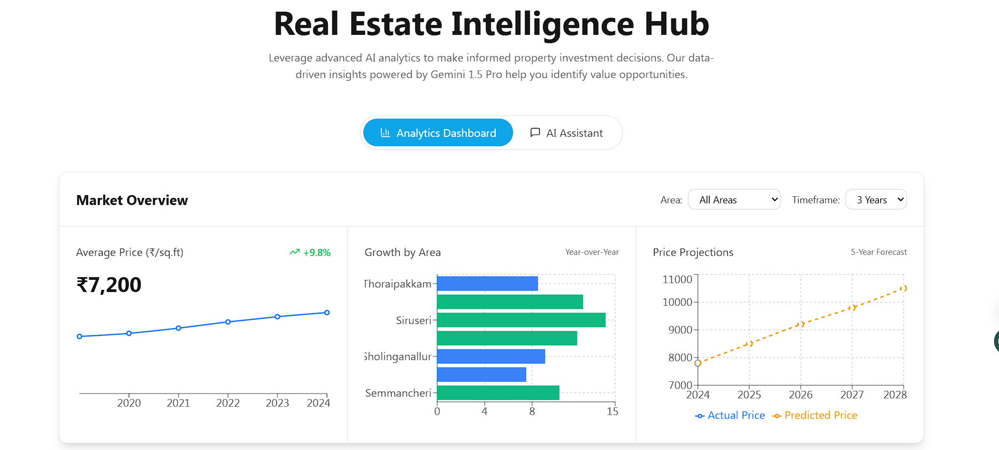 Real Estate Intelligence Hub
Leverage advanced AI analytics to make informed property investment decisions. Our data-
driven insights powered by Gemini 1.5 Pro help you identify value opportunities.
Analytics Dashboard
AI Assistant
Market Overview
Area: All Areas
Timeframe: 3 Years
Average Price (₹/sq.ft)
+9.8%
₹7,200
2020 2021 2022 2023 2024
Growth by Area
Year-over-Year
Thoraipakkam
Siruseri
Sholinganallur
Semmancheri
0 4 8 15
Price Projections
5-Year Forecast
11000
10000
9000
8000
7000
2024 2025 2026 2027 2028
Actual Price
Predicted Price